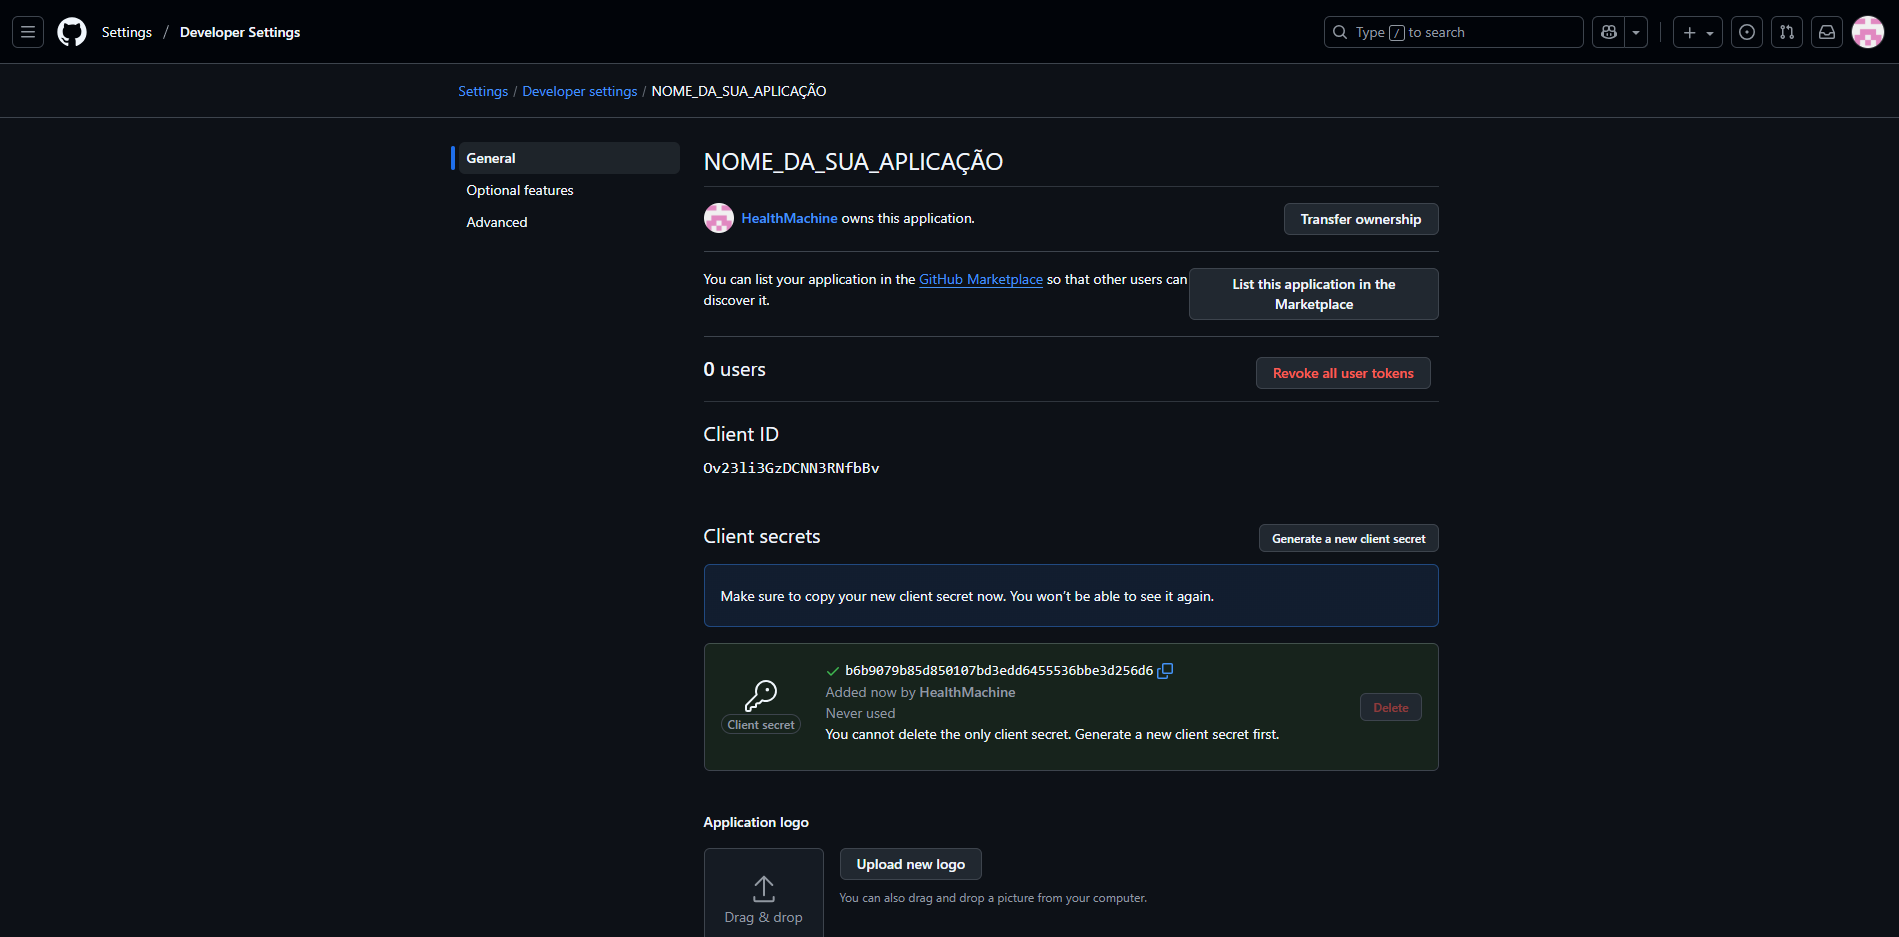 Settings / Developer Settings
Type / to search
Settings / Developer settings / NOME_DA_SUA_APLICAÇÃO
General
Optional features
Advanced
NOME_DA_SUA_APLICAÇÃO
HealthMachine owns this application.
Transfer ownership
You can list your application in the GitHub Marketplace so that other users can
discover it.
List this application in the
Marketplace
0 users
Revoke all user tokens
Client ID
Ov23li3GzDCNN3RNfbBv
Client secrets
Generate a new client secret
Make sure to copy your new client secret now. You won't be able to see it again.
Client secret
b6b9079b85d850107bd3edd6455536bbe3d256d6
Added now by HealthMachine
Never used
You cannot delete the only client secret. Generate a new client secret first.
Delete
Application logo
Drag & drop
Upload new logo
You can also drag and drop a picture from your computer.